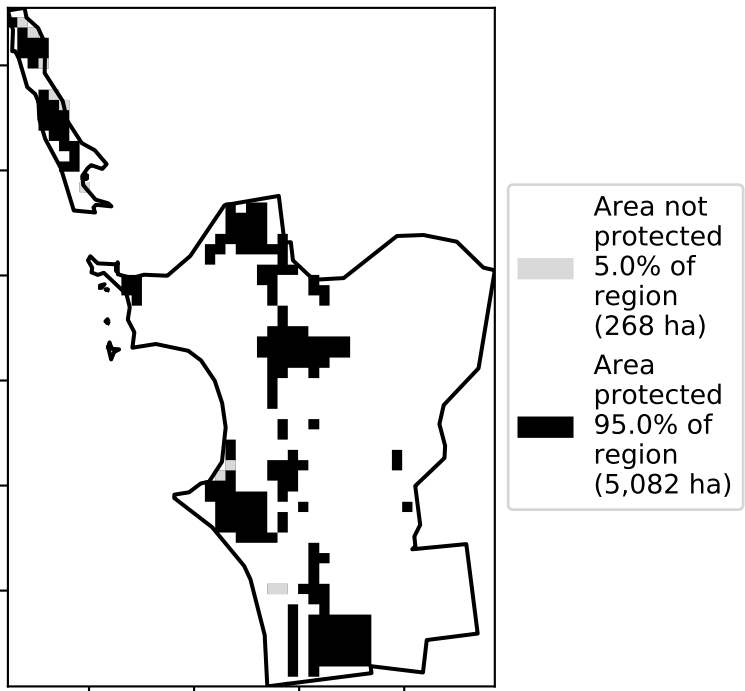 Area not
protected
5.0% of
region
(268 ha)
Area
protected
95.0% of
region
(5,082 ha)